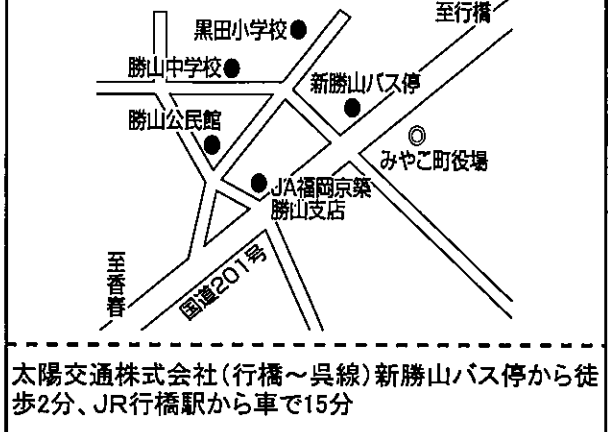 至行橋
黒田小学校
勝山中学校
新勝山バス停
勝山公民館
みやこ町役場
JA福岡京築
勝山支店
至香春
国道201号
太陽交通株式会社(行橋～呉線)新勝山バス停から徒
歩2分、JR行橋駅から車で15分